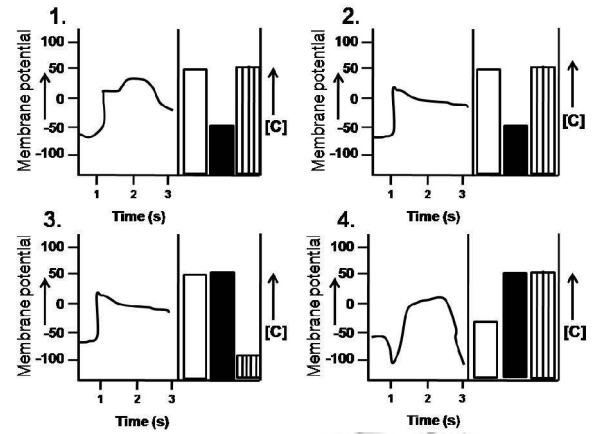 1.
Membrane potential
100
50
0
-50
-100
1 2 3
Time (s)
[C]
2.
Membrane potential
100
50
0
-50
-100
1 2 3
Time (s)
[C]
3.
Membrane potential
100
50
0
-50
-100
1 2 3
Time (s)
[C]
4.
Membrane potential
100
50
0
-50
-100
1 2 3
Time (s)
[C]